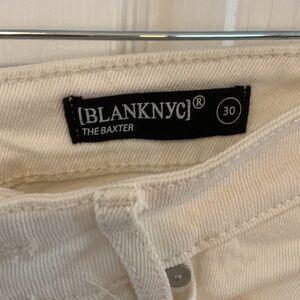 [BLANKNYC]®
THE BAXTER
30